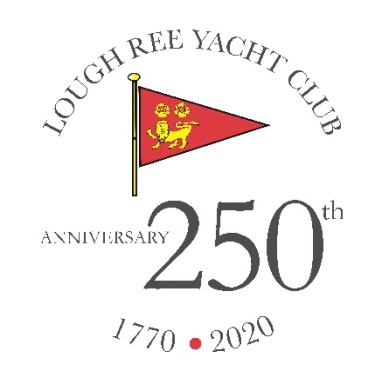 LOUGH REE YACHT CLUB
ANNIVERSARY 250th
1770 • 2020